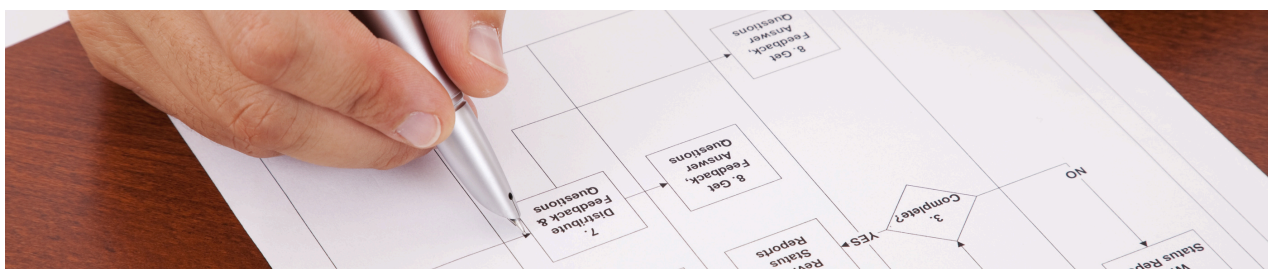 8. Get
Feedback,
Answer
Questions
8. Get
Feedback,
Answer
Questions
7.
Distribute
Feedback &
Questions
3.
Complete?
YES
NO
Status
Reports
Status